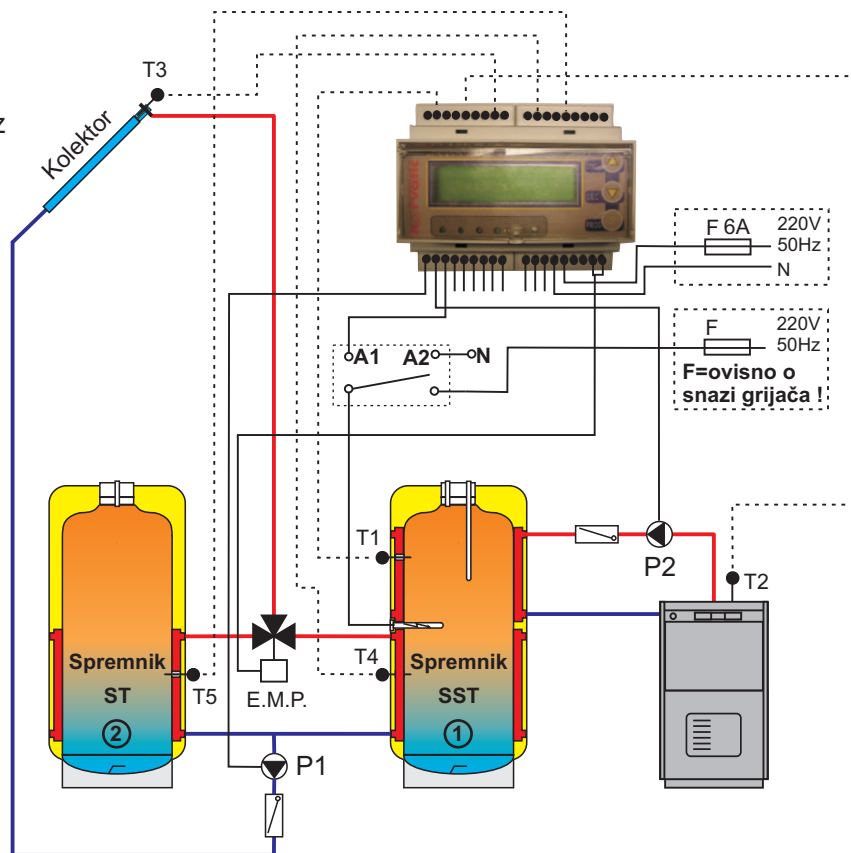 T3
z
Kolektor
F 6A
220V
50Hz
N
A1
A2
N
F
220V
50Hz
F=ovisno o
snazi grijača !
T1
P2
T2
Spremnik
ST
2
T5
E.M.P.
T4
Spremnik
SST
1
P1